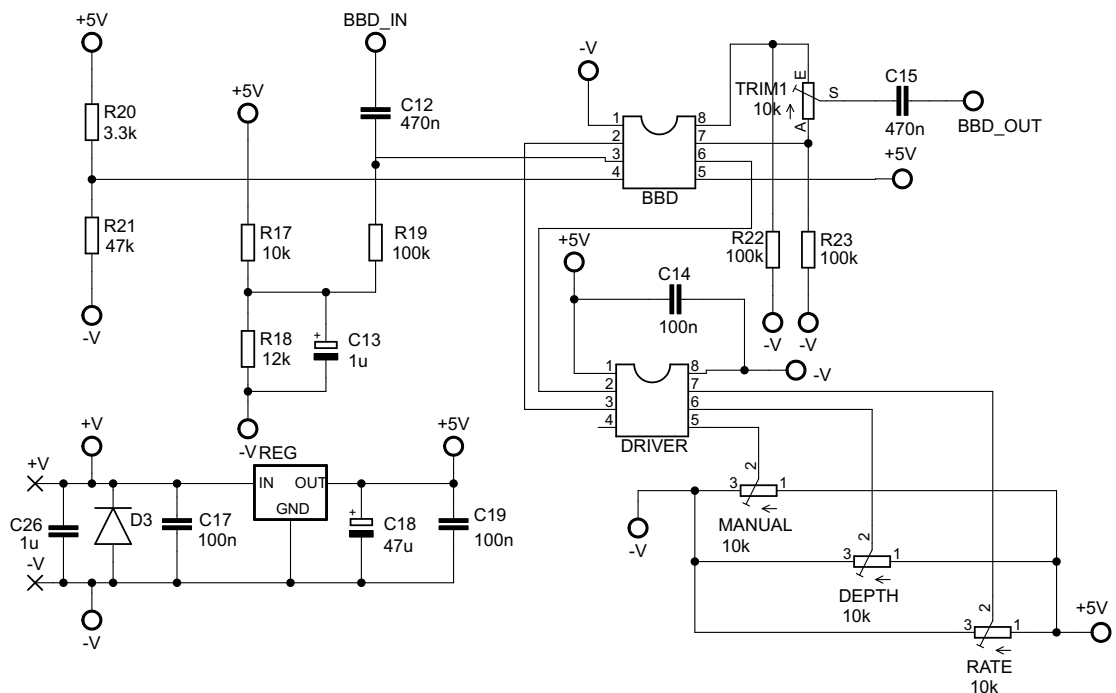 +5V
BBD_IN
R20
3.3k
R21
47k
-V
+5V
C12
470n
R17
10k
R19
100k
R18
12k
+
C13
1u
-V
-V
1
2
3
4
8
7
6
5
BBD
TRIM1
10k
E
S
A
C15
470n
BBD_OUT
+5V
R22
100k
R23
100k
-V
-V
+5V
C14
100n
-V
1
2
3
4
8
7
6
5
DRIVER
+V
+V
REG
IN
OUT
GND
+5V
C26
1u
D3
C17
100n
+
C18
47u
C19
100n
-V
-V
-V
2
3
1
MANUAL
10k
2
3
1
DEPTH
10k
2
3
1
RATE
10k
+5V